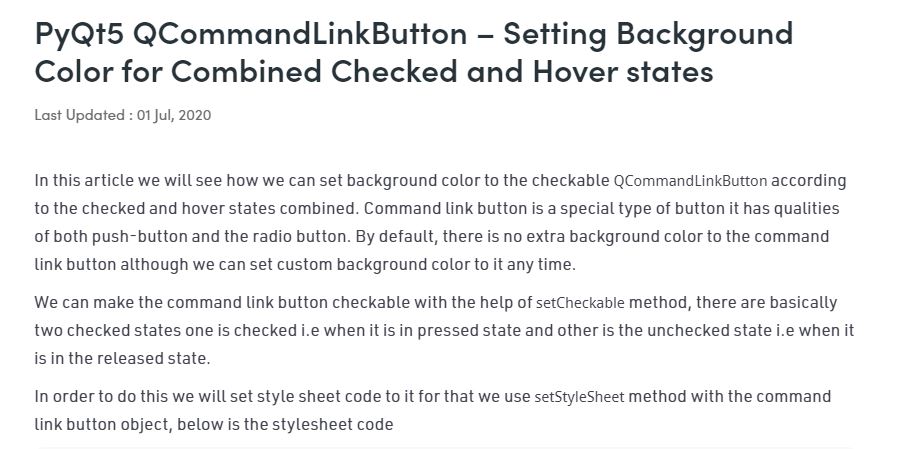 PyQt5 QCommandLinkButton – Setting Background
Color for Combined Checked and Hover states
Last Updated : 01 Jul, 2020
In this article we will see how we can set background color to the checkable QCommandLinkButton according
to the checked and hover states combined. Command link button is a special type of button it has qualities
of both push-button and the radio button. By default, there is no extra background color to the command
link button although we can set custom background color to it any time.
We can make the command link button checkable with the help of setCheckable method, there are basically
two checked states one is checked i.e when it is in pressed state and other is the unchecked state i.e when it
is in the released state.
In order to do this we will set style sheet code to it for that we use setStyleSheet method with the command
link button object, below is the stylesheet code